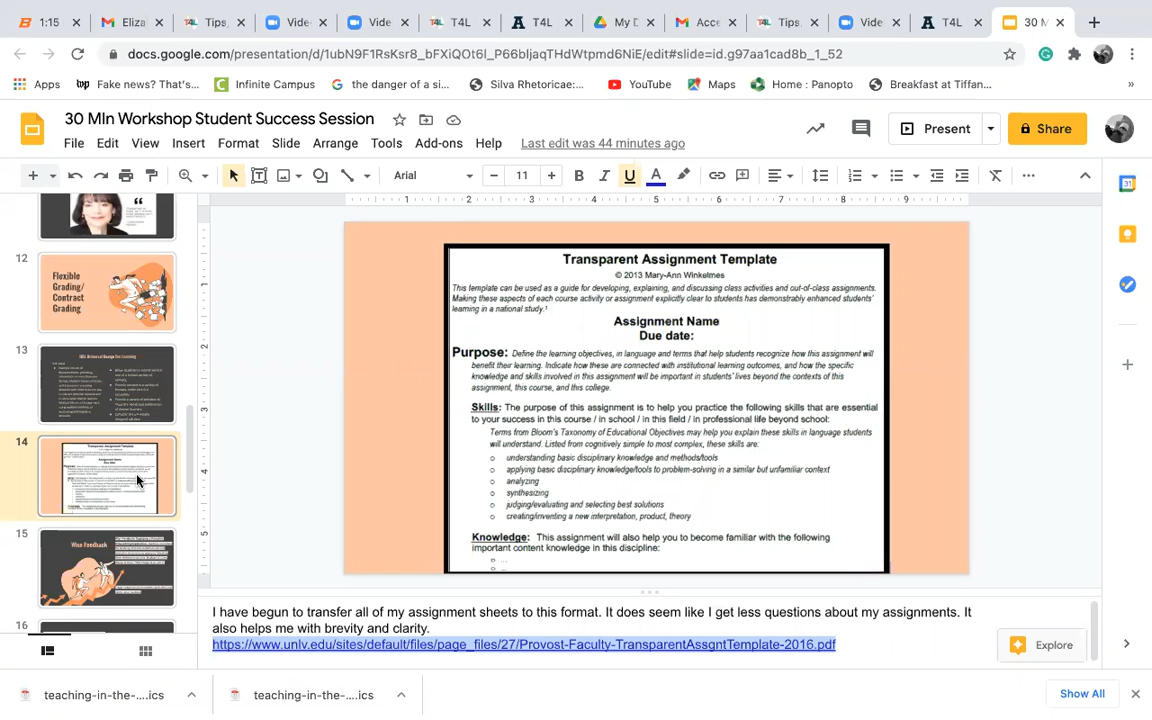 1:15
Eliza
Tips,
Vide
Vide
T4L
T4L
My D
Acce
Tips.
Vide
T4L
30 M
docs.google.com/presentation/d/1ubN9F1RsKsr8_bFXiQOt6l_P66bljaqTHdWtpmd6NiE/edit#slide=id.g97aa1cad8b_1_52
Apps
wp Fake news? That's...
Infinite Campus
the danger of a si...
Silva Rhetoricae:...
YouTube
Maps
Home : Panopto
Breakfast at Tiffan...
»
30 MIn Workshop Student Success Session
Present
Share
File Edit View Insert Format Slide Arrange Tools Add-ons Help Last edit was 44 minutes ago
Arial 11 B I U A
1 2 3 4 5 6 7 8 9
12
Flexible
Grading/
Contract
Grading
13
14
15
Wise Feedback
16
1
2
3
4
5
Transparent Assignment Template
© 2013 Mary-Ann Winkelmes
This template can be used as a guide for developing, explaining, and discussing class activities and out-of-class assignments.
Making these aspects of each course activity or assignment explicitly clear to students has demonstrably enhanced students'
learning in a national study.¹
Assignment Name
Due date:
Purpose: Define the learning objectives, in language and terms that help students recognize how this assignment will
benefit their learning. Indicate how these are connected with institutional learning outcomes, and how the specific
knowledge and skills involved in this assignment will be important in students' lives beyond the contexts of this
assignment, this course, and this college.
Skills: The purpose of this assignment is to help you practice the following skills that are essential
to your success in this course / in school / in this field / in professional life beyond school:
Terms from Bloom's Taxonomy of Educational Objectives may help you explain these skills in language students
will understand. Listed from cognitively simple to most complex, these skills are:
o understanding basic disciplinary knowledge and methods/tools
o applying basic disciplinary knowledge/tools to problem-solving in a similar but unfamiliar context
o analyzing
o synthesizing
o judging/evaluating and selecting best solutions
o creating/inventing a new interpretation, product, theory
Knowledge: This assignment will also help you to become familiar with the following
important content knowledge in this discipline:
o ...
o ...
I have begun to transfer all of my assignment sheets to this format. It does seem like I get less questions about my assignments. It
also helps me with brevity and clarity.
https://www.unlv.edu/sites/default/files/page_files/27/Provost-Faculty-TransparentAssgntTemplate-2016.pdf
Explore
31
teaching-in-the-....ics
teaching-in-the-....ics
Show All